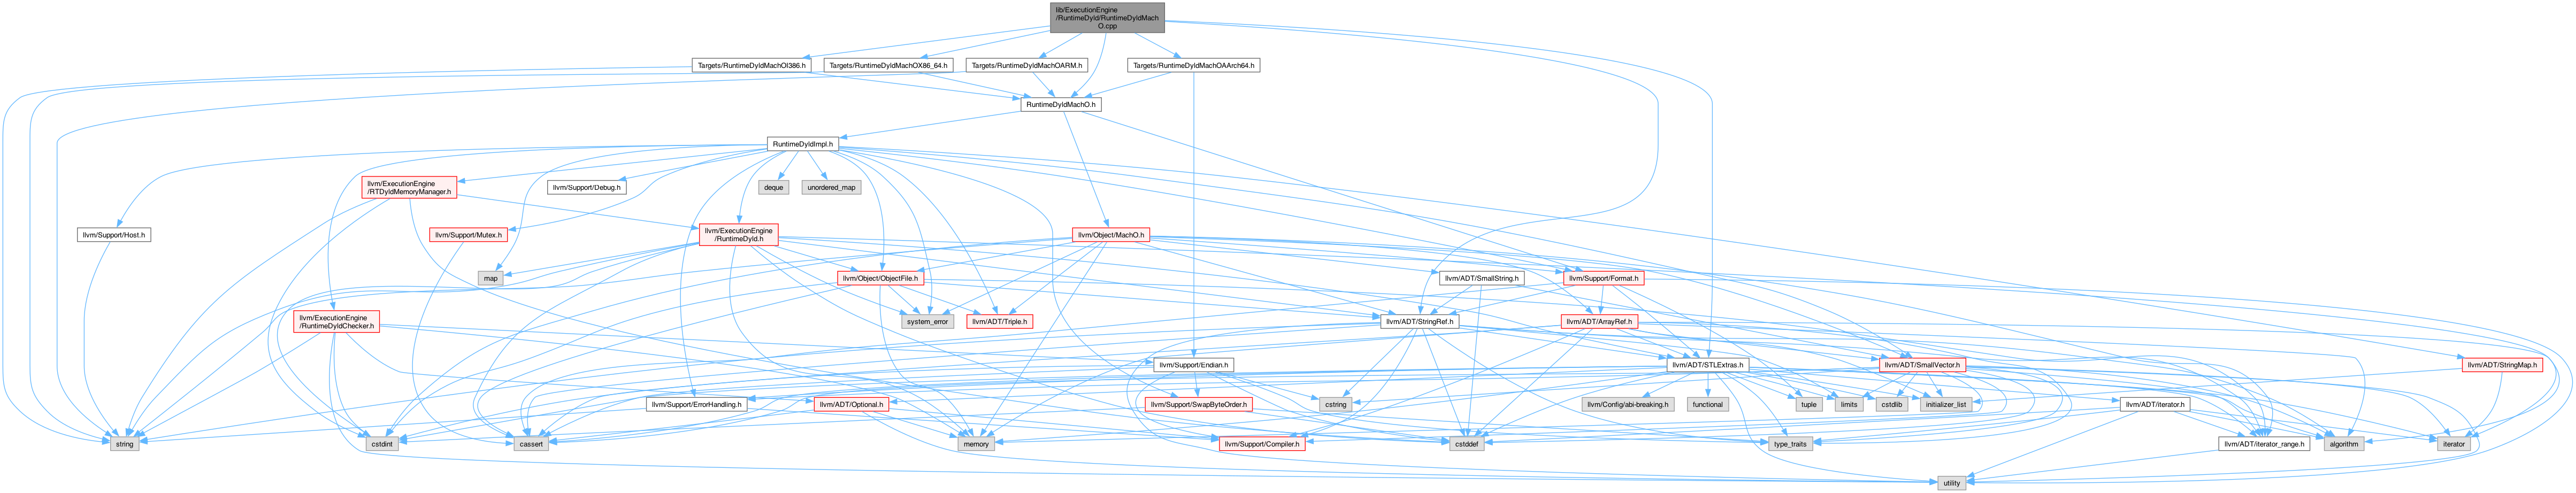 lib/ExecutionEngine
/RuntimeDyld/RuntimeDyldMach
O.cpp
Targets/RuntimeDyldMachOI386.h
Targets/RuntimeDyldMachOX86_64.h
Targets/RuntimeDyldMachOARM.h
Targets/RuntimeDyldMachOAArch64.h
RuntimeDyldMachO.h
RuntimeDyldImpl.h
llvm/ExecutionEngine
/RTDyldMemoryManager.h
llvm/Support/Debug.h
deque
unordered_map
llvm/Support/Host.h
llvm/Support/Mutex.h
llvm/ExecutionEngine
/RuntimeDyld.h
llvm/Object/MachO.h
map
llvm/Object/ObjectFile.h
llvm/ADT/SmallString.h
llvm/Support/Format.h
llvm/ExecutionEngine
/RuntimeDyldChecker.h
system_error
llvm/ADT/Triple.h
llvm/ADT/StringRef.h
llvm/ADT/ArrayRef.h
llvm/Support/Endian.h
llvm/ADT/STLExtras.h
llvm/ADT/SmallVector.h
llvm/ADT/StringMap.h
llvm/Support/ErrorHandling.h
llvm/ADT/Optional.h
llvm/Support/SwapByteOrder.h
cstring
llvm/Config/abi-breaking.h
functional
tuple
limits
cstdlib
initializer_list
llvm/ADT/iterator.h
string
cstdint
cassert
memory
llvm/Support/Compiler.h
cstddef
type_traits
llvm/ADT/iterator_range.h
algorithm
iterator
utility